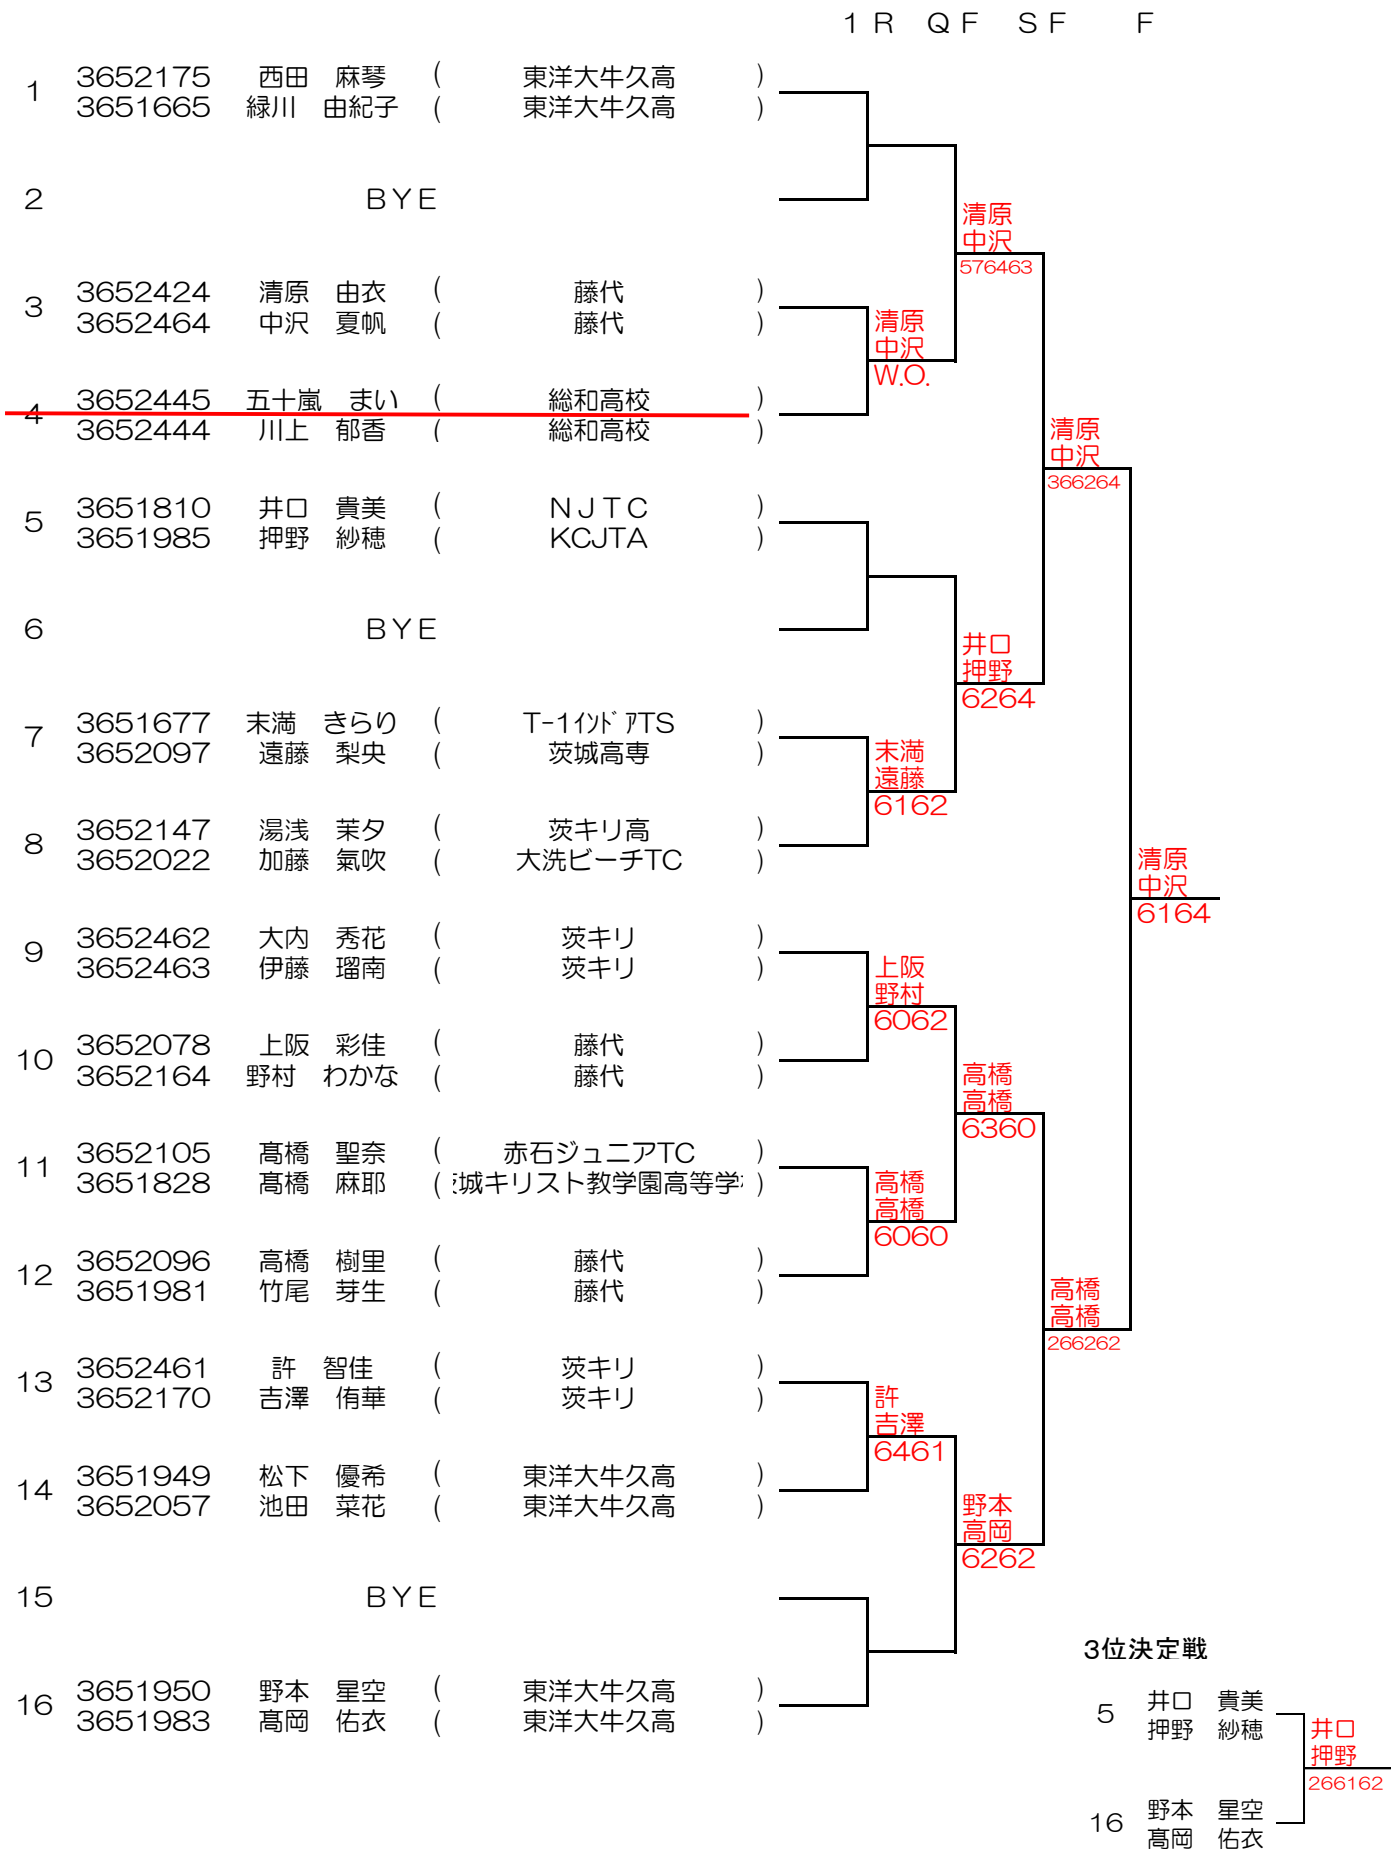 1R QF SF F
1 3652175 西田 麻琴 ( 東洋大牛久高 )
3651665 緑川 由紀子 ( 東洋大牛久高 )
2 BYE
清原
中沢
576463
3 3652424 清原 由衣 ( 藤代 )
3652464 中沢 夏帆 ( 藤代 )
清原
中沢
W.O.
4 3652445 五十嵐 まい ( 総和高校 )
3652444 川上 郁香 ( 総和高校 )
清原
中沢
366264
5 3651810 井口 貴美 ( NJTC )
3651985 押野 紗穂 ( KCJTA )
6 BYE
井口
押野
6264
7 3651677 末満 きらり ( T-1インドアTS )
3652097 遠藤 梨央 ( 茨城高専 )
末満
遠藤
6162
8 3652147 湯浅 茉夕 ( 茨キリ高 )
3652022 加藤 氣吹 ( 大洗ビーチTC )
清原
中沢
6164
9 3652462 大内 秀花 ( 茨キリ )
3652463 伊藤 瑠南 ( 茨キリ )
上阪
野村
6062
10 3652078 上阪 彩佳 ( 藤代 )
3652164 野村 わかな ( 藤代 )
高橋
高橋
6360
11 3652105 髙橋 聖奈 ( 赤石ジュニアTC )
3651828 髙橋 麻耶 ( 城キリスト教学園高等学 )
高橋
高橋
6060
12 3652096 高橋 樹里 ( 藤代 )
3651981 竹尾 芽生 ( 藤代 )
高橋
高橋
266262
13 3652461 許 智佳 ( 茨キリ )
3652170 吉澤 侑華 ( 茨キリ )
許
吉澤
6461
14 3651949 松下 優希 ( 東洋大牛久高 )
3652057 池田 菜花 ( 東洋大牛久高 )
野本
高岡
6262
15 BYE
16 3651950 野本 星空 ( 東洋大牛久高 )
3651983 髙岡 佑衣 ( 東洋大牛久高 )
3位決定戦
5 井口 貴美
押野 紗穂
井口
押野
266162
16 野本 星空
髙岡 佑衣